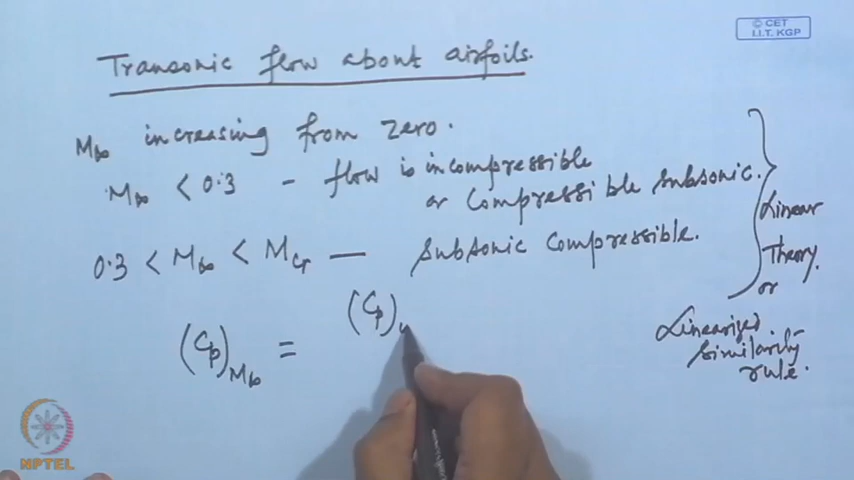 © CET
I.I.T. KGP
Transonic flow about airfoils.
M∞ increasing from zero.
M∞ < 0.3 - flow is incompressible
or compressible subsonic.
0.3 < M∞ < Mcr — subsonic compressible.
Linear
Theory.
or
Linearized
similarity
rule.
(Cp)M∞ = (Cp)
NPTEL